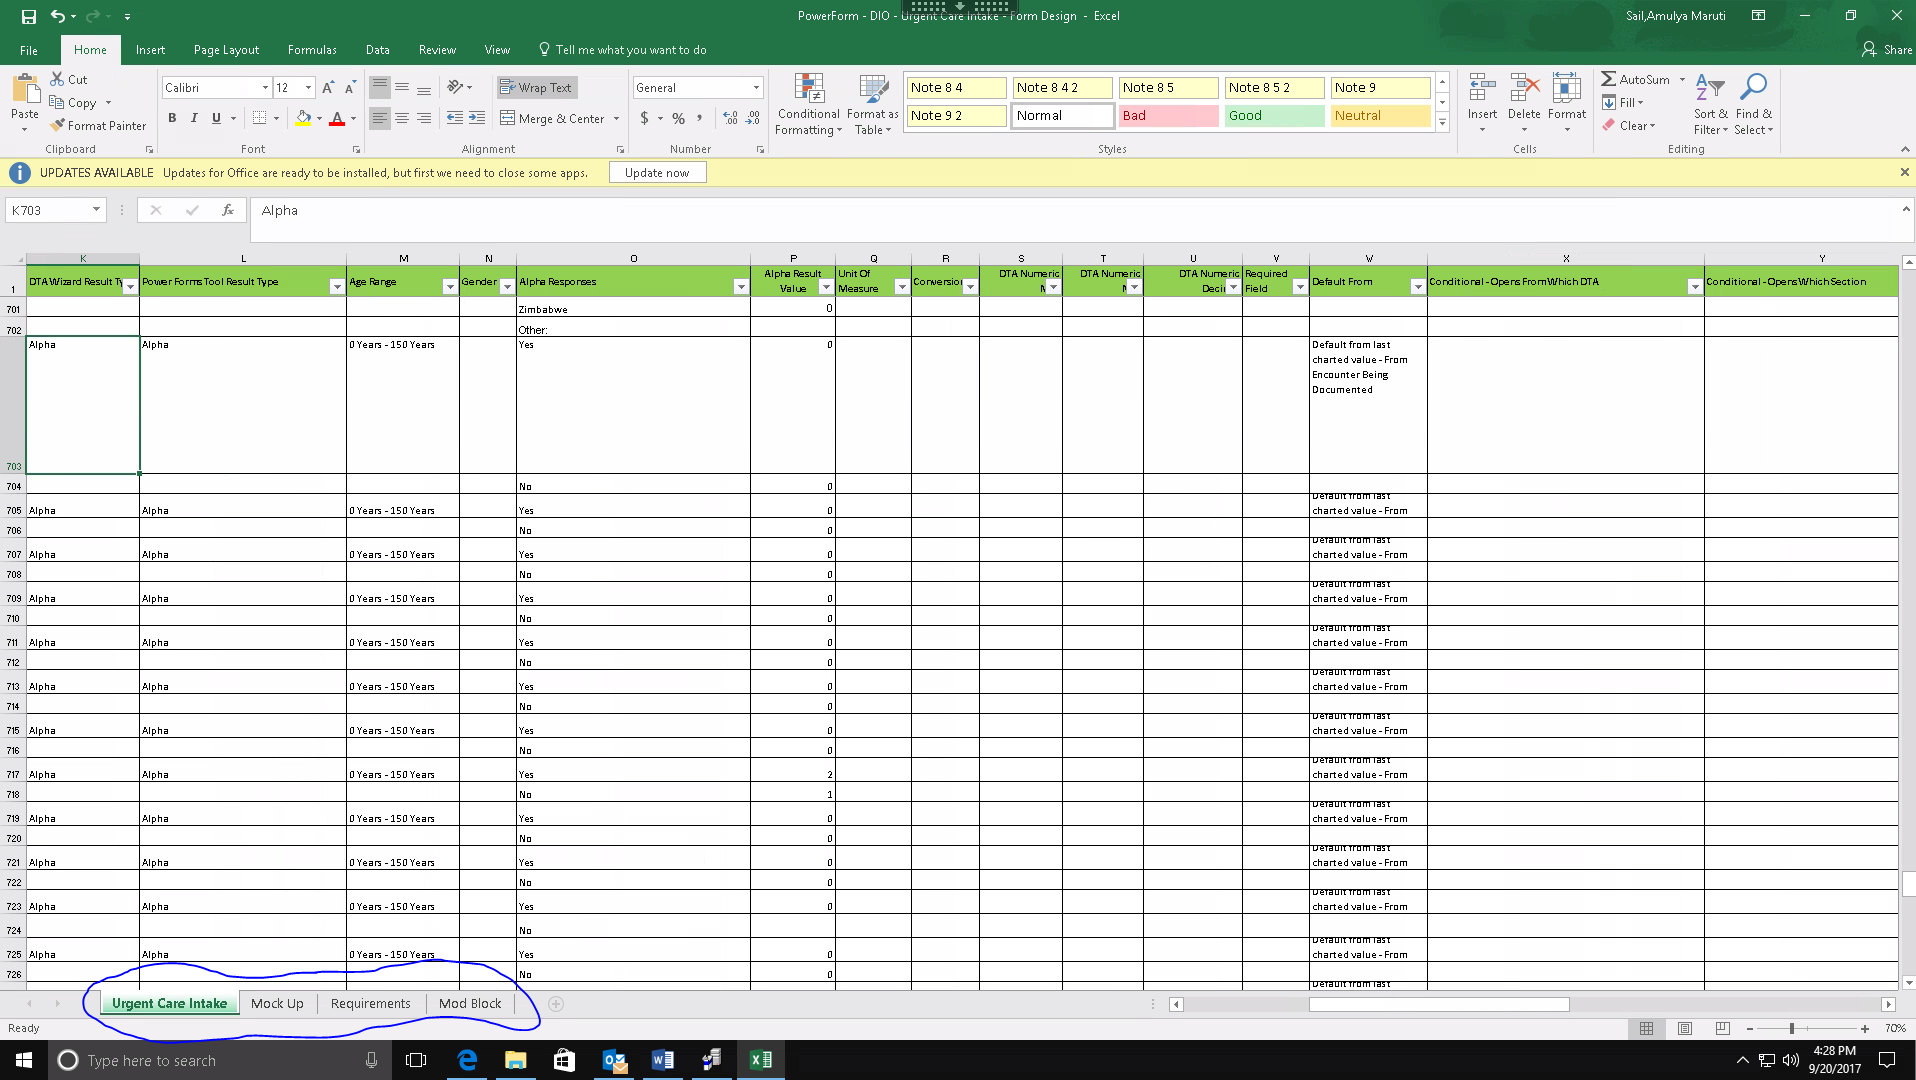 PowerForm - DIO - Urgent Care Intake - Form Design - Excel
Sail,Amulya Maruti
File Home Insert Page Layout Formulas Data Review View Tell me what you want to do Share
Cut
Copy
Format Painter
Paste
Clipboard
Calibri 12
B I U
Font
Wrap Text
Merge & Center
Alignment
General
$ % ,
Number
Conditional Formatting
Format as Table
Note 8 4 Note 8 4 2 Note 8 5 Note 8 5 2 Note 9
Note 9 2 Normal Bad Good Neutral
Styles
Insert Delete Format
Cells
AutoSum
Fill
Clear
Sort & Filter
Find & Select
Editing
UPDATES AVAILABLE Updates for Office are ready to be installed, but first we need to close some apps. Update now
K703 fx Alpha
K L M N O P Q R S T U V W X Y
1 Power Forms Tool Result Type Age Range Gender Alpha Responses Alpha Result Value Unit Of Measure DTA Numeric DTA Numeric DTA Numeric Required Field Default From Conditional - Opens From Which DTA Conditional - Opens Which Section
701 Zimbabwe 0
702 Other:
703 Alpha Alpha 0 Years - 150 Years Yes 0 Default from last charted value - From Encounter Being Documented
704 No 0
705 Alpha Alpha 0 Years - 150 Years Yes 0 Default from last charted value - From
706 No 0
707 Alpha Alpha 0 Years - 150 Years Yes 0 Default from last charted value - From
708 No 0
709 Alpha Alpha 0 Years - 150 Years Yes 0 Default from last charted value - From
710 No 0
711 Alpha Alpha 0 Years - 150 Years Yes 0 Default from last charted value - From
712 No 0
713 Alpha Alpha 0 Years - 150 Years Yes 0 Default from last charted value - From
714 No 0
715 Alpha Alpha 0 Years - 150 Years Yes 0 Default from last charted value - From
716 No 0
717 Alpha Alpha 0 Years - 150 Years Yes 2 Default from last charted value - From
718 No 1
719 Alpha Alpha 0 Years - 150 Years Yes 0 Default from last charted value - From
720 No 0
721 Alpha Alpha 0 Years - 150 Years Yes 0 Default from last charted value - From
722 No 0
723 Alpha Alpha 0 Years - 150 Years Yes 0 Default from last charted value - From
724 No
725 Alpha Alpha 0 Years - 150 Years Yes 0 Default from last charted value - From
726 No 0
Default from last
Urgent Care Intake Mock Up Requirements Mod Block
Ready 70%
Type here to search
4:28 PM
9/20/2017